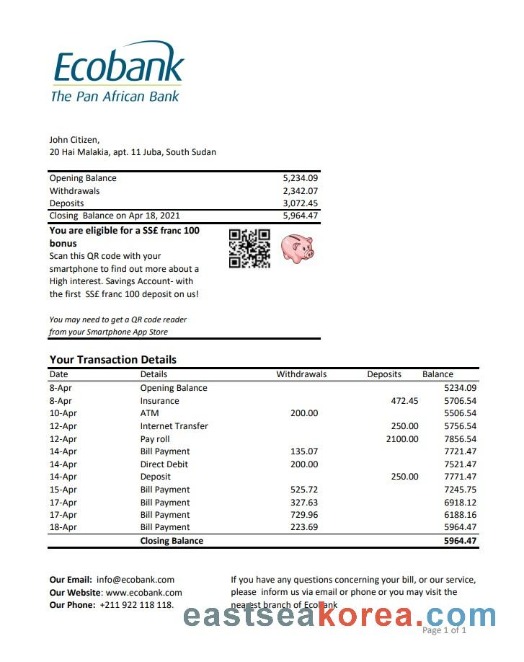 Ecobank
The Pan African Bank
John Citizen,
20 Hai Malakia, apt. 11 Juba, South Sudan
Opening Balance 5,234.09
Withdrawals 2,342.07
Deposits 3,072.45
Closing Balance on Apr 18, 2021 5,964.47
You are eligible for a SS£ franc 100
bonus
Scan this QR code with your
smartphone to find out more about a
High interest. Savings Account- with
the first SS£ franc 100 deposit on us!
You may need to get a QR code reader
from your Smartphone App Store
Your Transaction Details
Date Details Withdrawals Deposits Balance
8-Apr Opening Balance 5234.09
8-Apr Insurance 472.45 5706.54
10-Apr ATM 200.00 5506.54
12-Apr Internet Transfer 250.00 5756.54
12-Apr Pay roll 2100.00 7856.54
14-Apr Bill Payment 135.07 7721.47
14-Apr Direct Debit 200.00 7521.47
14-Apr Deposit 250.00 7771.47
15-Apr Bill Payment 525.72 7245.75
17-Apr Bill Payment 327.63 6918.12
17-Apr Bill Payment 729.96 6188.16
18-Apr Bill Payment 223.69 5964.47
Closing Balance 5964.47
Our Email: info@ecobank.com
Our Website: www.ecobank.com
Our Phone: +211 922 118 118.
If you have any questions concerning your bill, or our service,
please inform us via email or phone or you may visit the
nearest branch of Ecobank
eastseakorea.com
Page 1 of 1